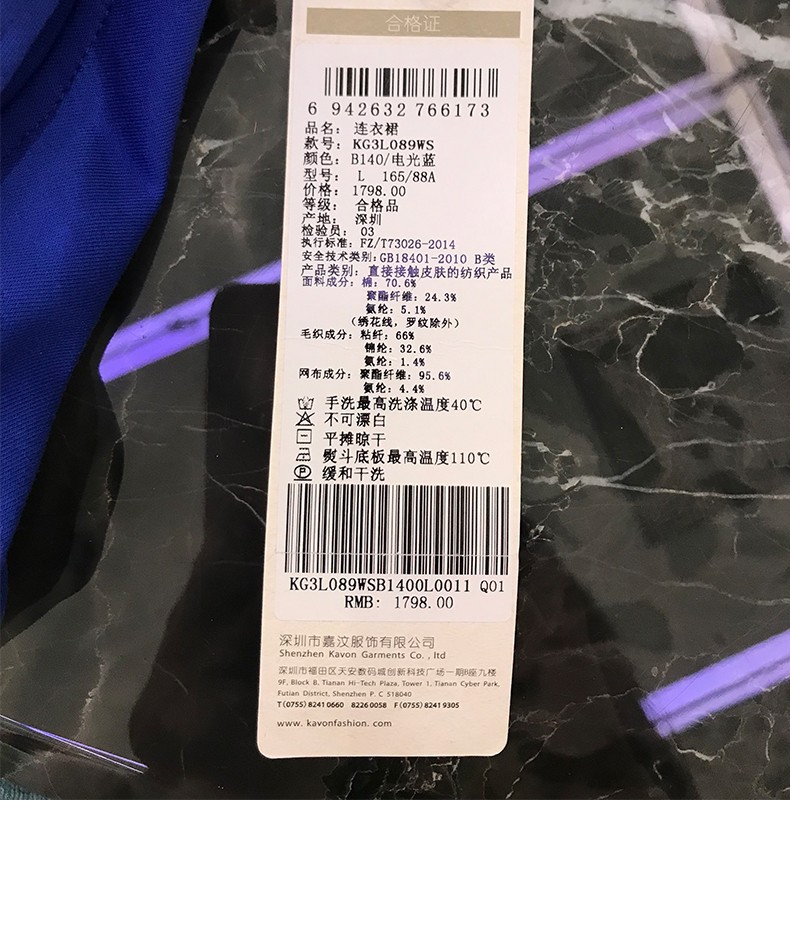 合格证
6 942632 766173
品名: 连衣裙
款号: KG3L089WS
颜色: B140/电光蓝
型号: L 165/88A
价格: 1798.00
等级: 合格品
产地: 深圳
检验员: 03
执行标准: FZ/T73026-2014
安全技术类别: GB18401-2010 B类
产品类别: 直接接触皮肤的纺织产品
面料成分: 棉: 70.6%
聚酯纤维: 24.3%
氨纶: 5.1%
(绣花线, 罗纹除外)
毛织成分: 粘纤: 66%
锦纶: 32.6%
氨纶: 1.4%
网布成分: 聚酯纤维: 95.6%
氨纶: 4.4%
手洗最高洗涤温度40℃
不可漂白
平摊晾干
熨斗底板最高温度110℃
P 缓和干洗
KG3L089WSB1400L0011 Q01
RMB: 1798.00
深圳市嘉汶服饰有限公司
Shenzhen Kavon Garments Co., ltd
深圳市福田区天安数码城创新科技广场一期B座九楼
9F, Block B, Tianan Hi-Tech Plaza, Tower 1, Tianan Cyber Park,
Futian District, Shenzhen P. C 518040
T(0755)8241 0660 8226 0058 F(0755)8241 9305
www. kavonfashion. com